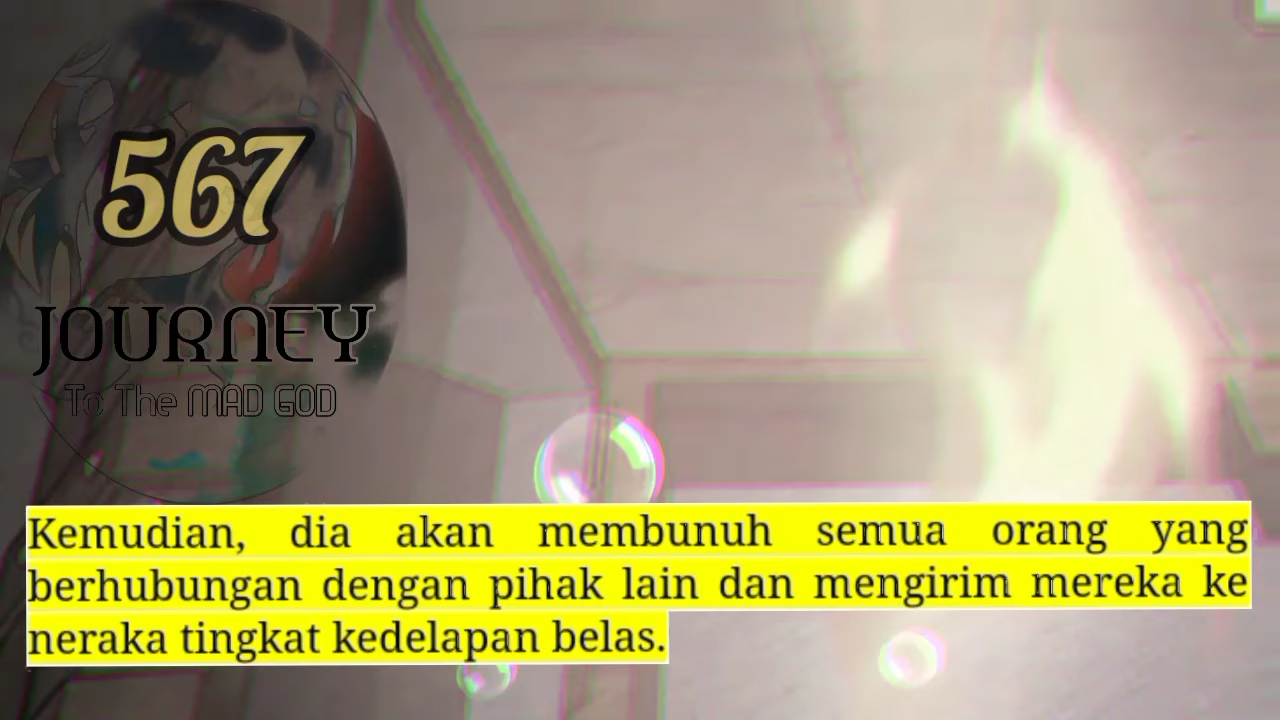 567
JOURNEY
To The MAD GOD
Kemudian, dia akan membunuh semua orang yang
berhubungan dengan pihak lain dan mengirim mereka ke
neraka tingkat kedelapan belas.